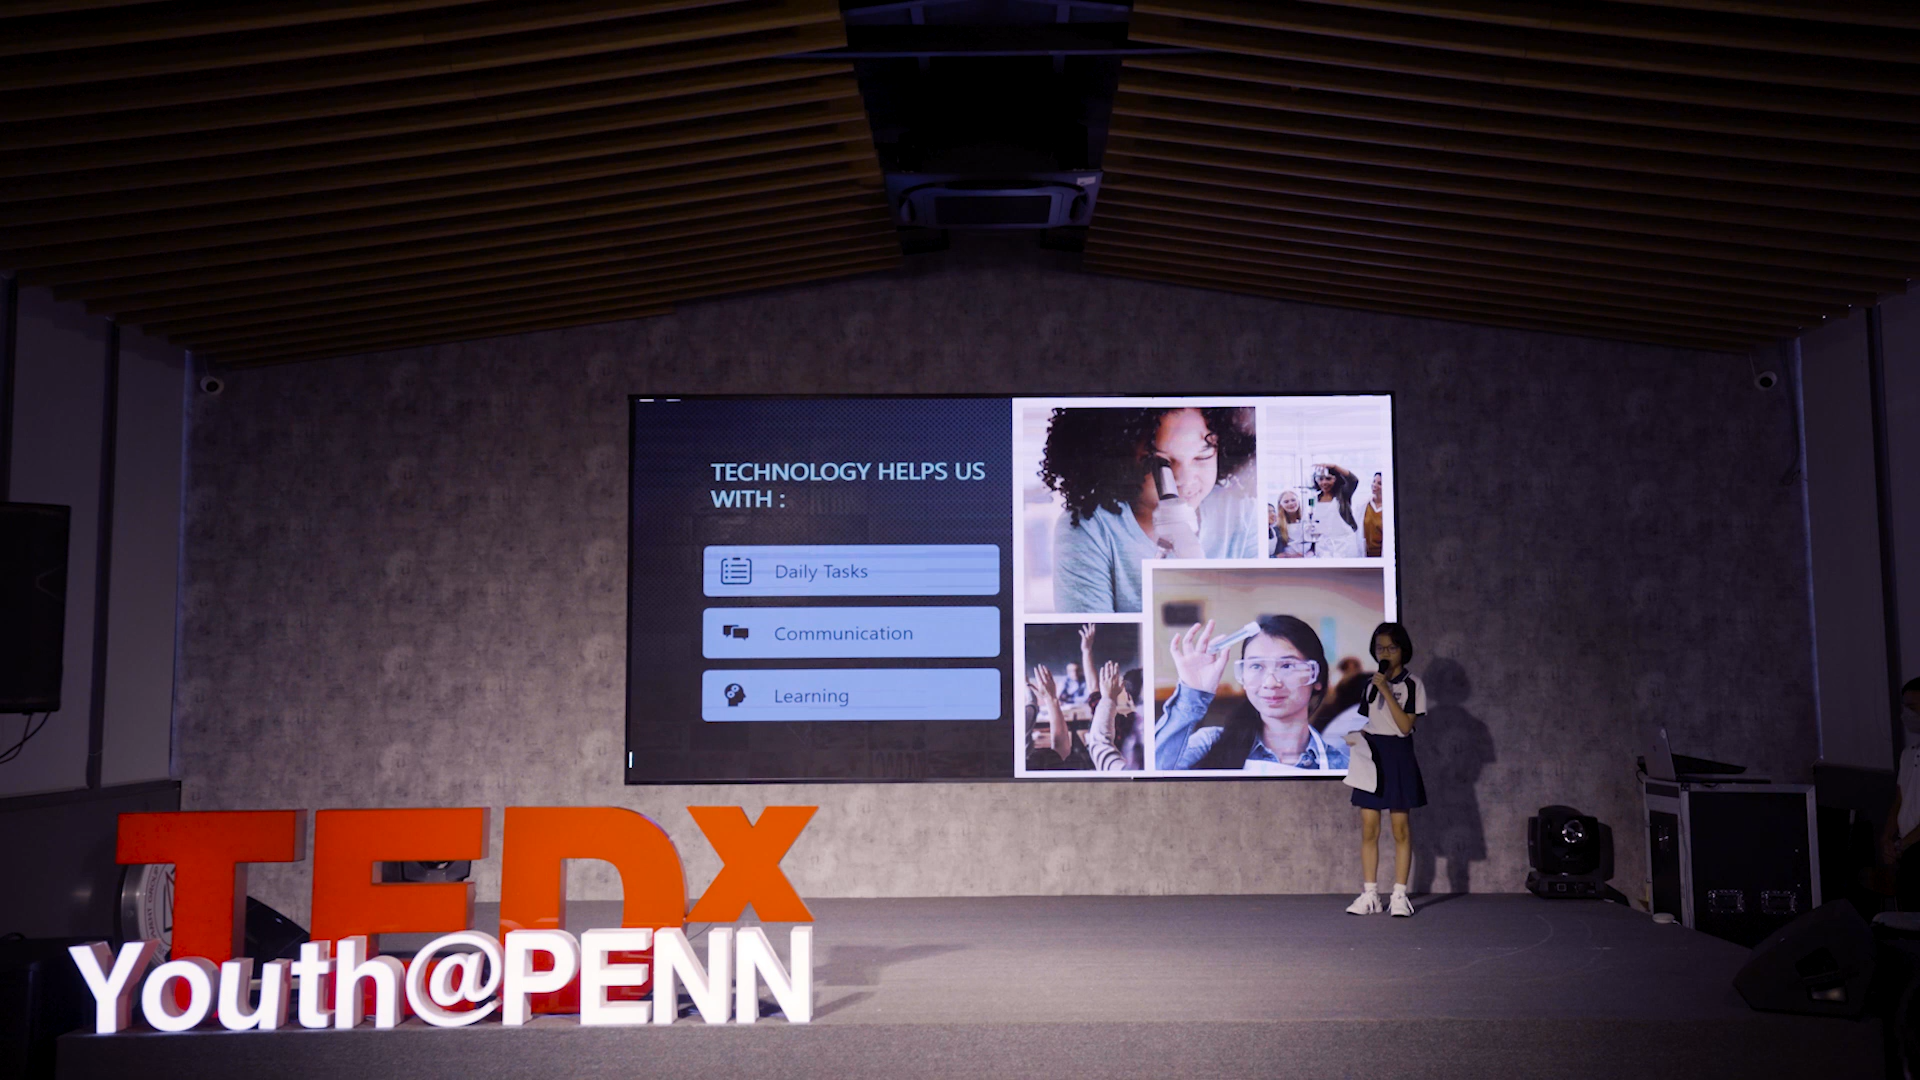 TECHNOLOGY HELPS US
WITH :
Daily Tasks
Communication
Learning
TEDx
Youth@PENN